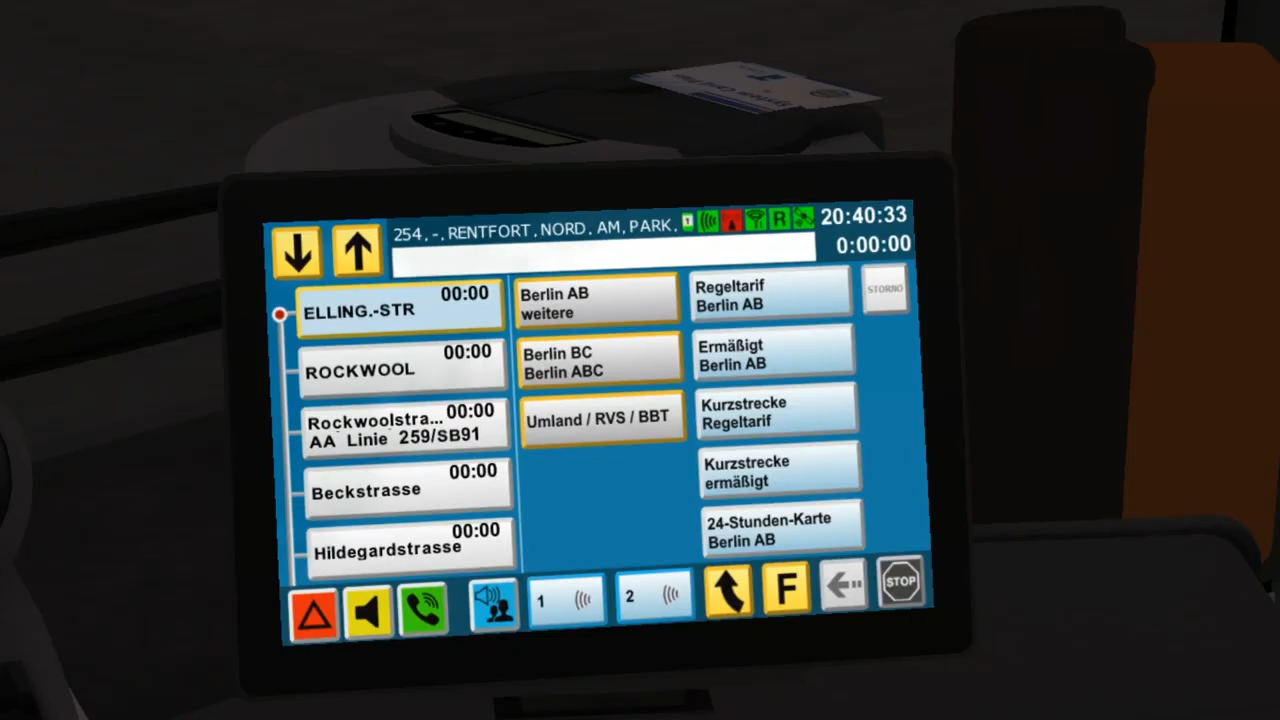 254.-.RENTFORT.NORD. AM.PARK.
1
R
20:40:33
0:00:00
00:00
ELLING.-STR
00:00
ROCKWOOL
00:00
Rockwoolstra...
AA Linie 259/SB91
00:00
Beckstrasse
00:00
Hildegardstrasse
Berlin AB
weitere
Berlin BC
Berlin ABC
Umland / RVS / BBT
Regeltarif
Berlin AB
Ermäßigt
Berlin AB
Kurzstrecke
Regeltarif
Kurzstrecke
ermäßigt
24-Stunden-Karte
Berlin AB
STORNO
1
2
F
STOP